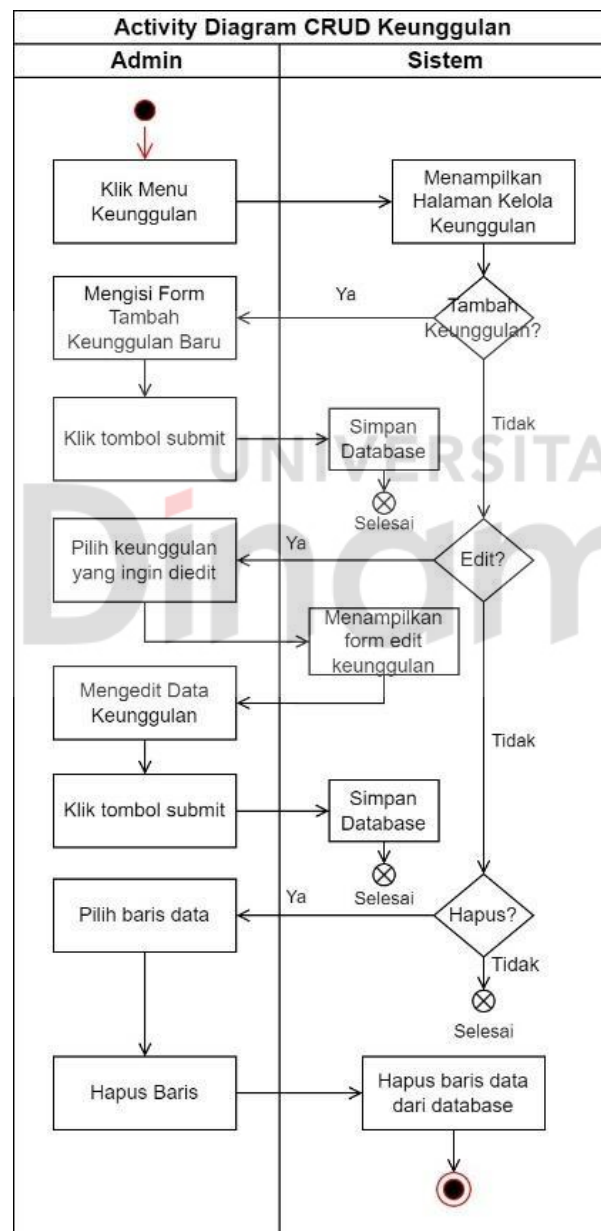 Activity Diagram CRUD Keunggulan
Admin
Sistem
Klik Menu
Keunggulan
Menampilkan
Halaman Kelola
Keunggulan
Mengisi Form
Tambah
Keunggulan Baru
Ya
Tambah
Keunggulan?
Klik tombol submit
Simpan
Database
Tidak
UNIVERSITA
Dinam
Selesai
Pilih keunggulan
yang ingin diedit
Ya
Edit?
Menampilkan
form edit
keunggulan
Mengedit Data
Keunggulan
Tidak
Klik tombol submit
Simpan
Database
Selesai
Pilih baris data
Ya
Hapus?
Tidak
Selesai
Hapus Baris
Hapus baris data
dari database